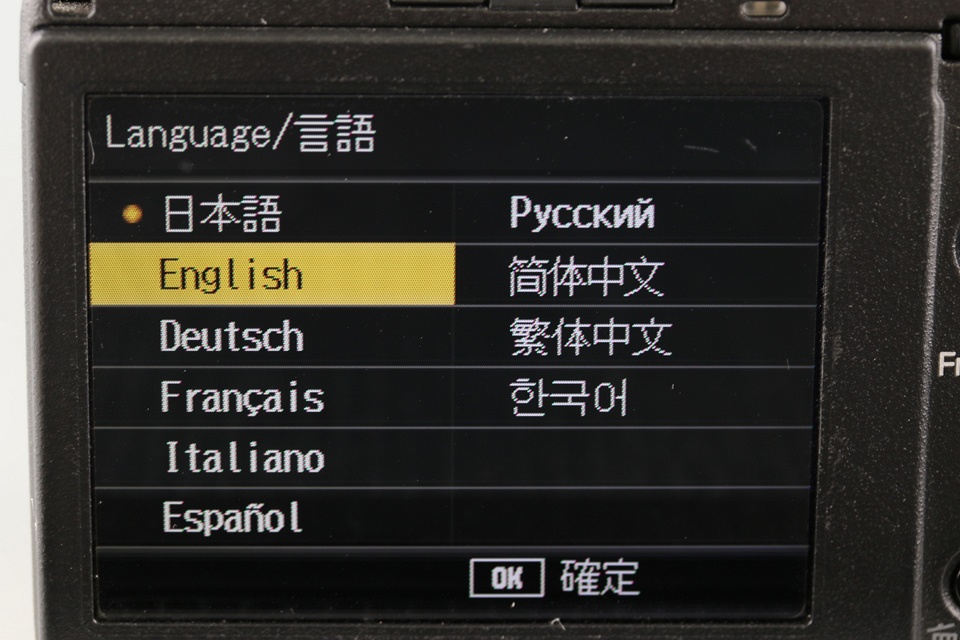 Language/言語
日本語
English
Deutsch
Français
Italiano
Español
Русский
简体中文
繁体中文
한국어
OK 確定